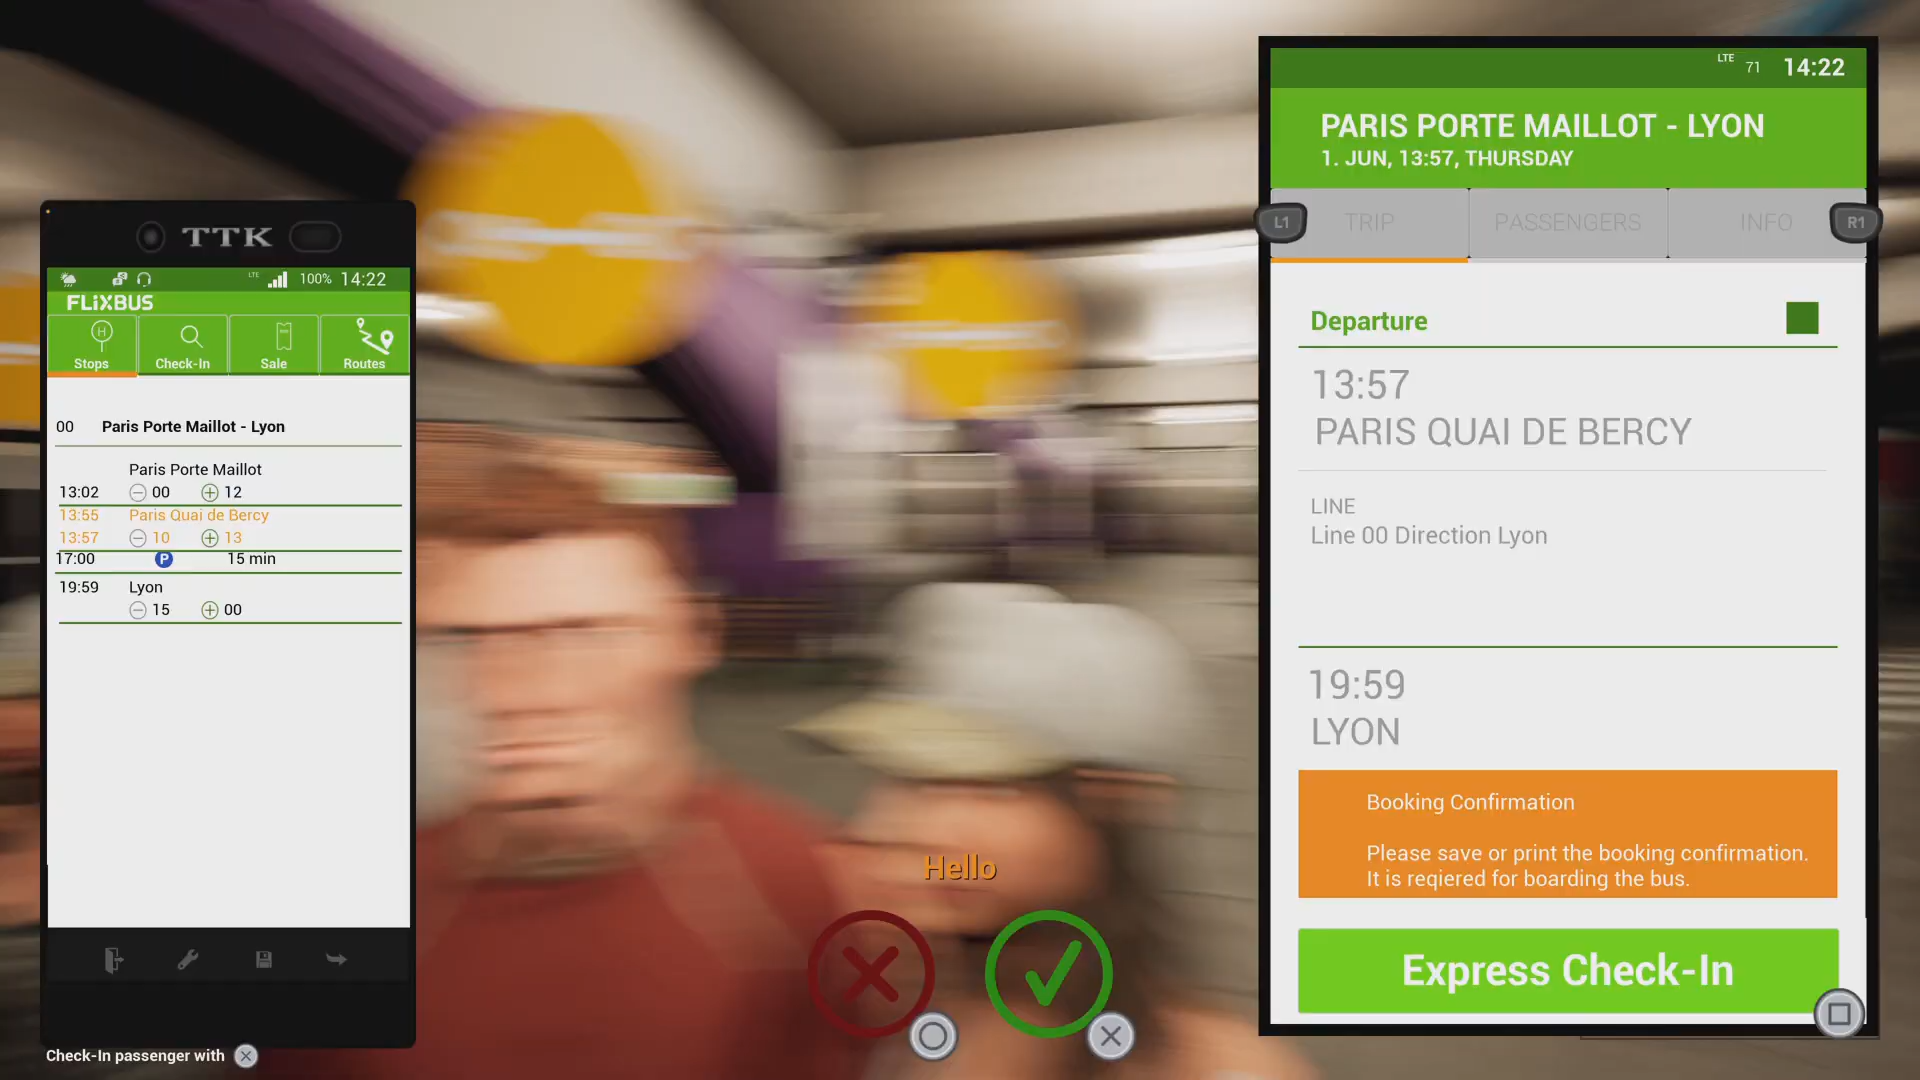 TTK
LTE 100% 14:22
FLiXBUS
H
Stops Check-In Sale Routes
00 Paris Porte Maillot - Lyon
Paris Porte Maillot
13:02 00 12
13:55 Paris Quai de Bercy
13:57 10 13
17:00 P 15 min
19:59 Lyon
15 00
Check-In passenger with
Hello
LTE 71 14:22
PARIS PORTE MAILLOT - LYON
1. JUN, 13:57, THURSDAY
L1 TRIP PASSENGERS INFO R1
Departure
13:57
PARIS QUAI DE BERCY
LINE
Line 00 Direction Lyon
19:59
LYON
Booking Confirmation
Please save or print the booking confirmation.
It is reqiered for boarding the bus.
Express Check-In